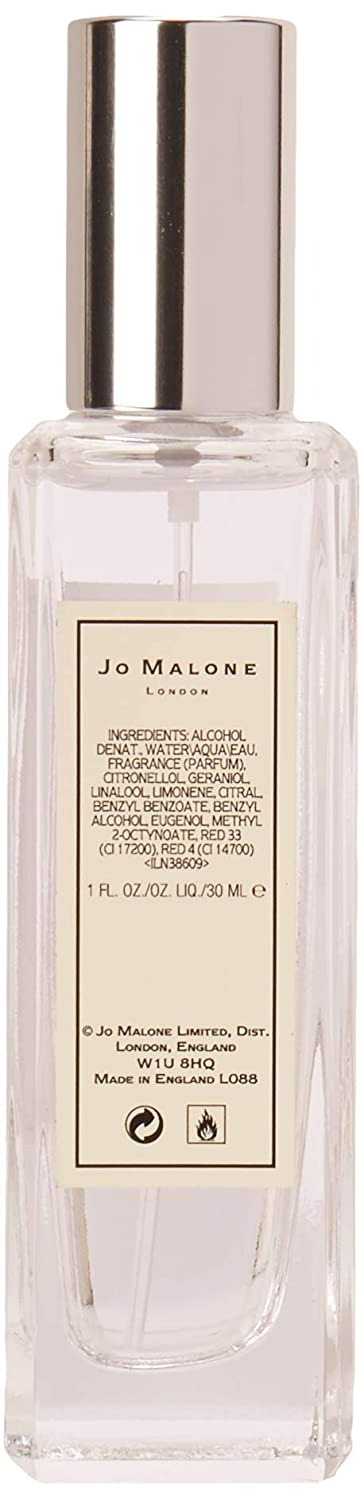 JO MALONE
LONDON
INGREDIENTS: ALCOHOL
DENAT., WATER\AQUA\EAU,
FRAGRANCE (PARFUM),
CITRONELLOL, GERANIOL,
LINALOOL, LIMONENE, CITRAL,
BENZYL BENZOATE, BENZYL
ALCOHOL, EUGENOL, METHYL
2-OCTYNOATE, RED 33
(CI 17200), RED 4 (CI 14700)
<ILN38609>
1 FL. OZ./OZ. LIQ./30 ML ℮
© JO MALONE LIMITED, DIST.
LONDON, ENGLAND
W1U 8HQ
MADE IN ENGLAND L088